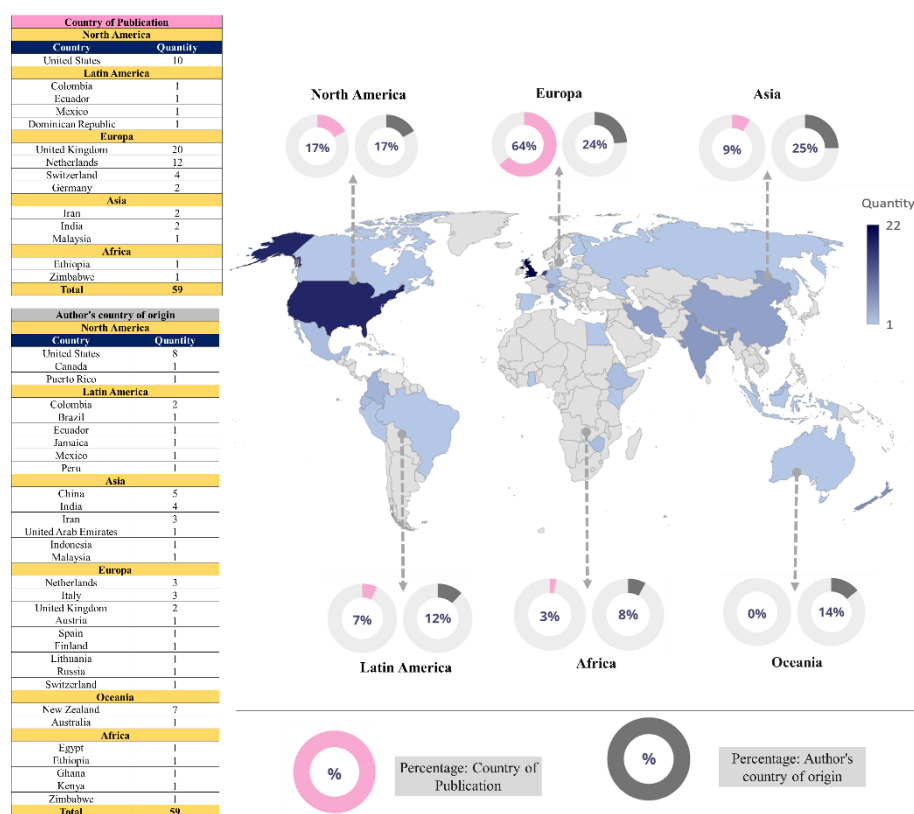 Country of Publication
North America
Country Quantity
United States 10
Latin America
Colombia 1
Ecuador 1
Mexico 1
Dominican Republic 1
Europa
United Kingdom 20
Netherlands 12
Switzerland 4
Germany 2
Asia
Iran 2
India 2
Malaysia 1
Africa
Ethiopia 1
Zimbabwe 1
Total 59
Author's country of origin
North America
Country Quantity
United States 8
Canada 1
Puerto Rico 1
Latin America
Colombia 2
Brazil 1
Ecuador 1
Jamaica 1
Mexico 1
Peru 1
Asia
China 5
India 4
Iran 3
United Arab Emirates 1
Indonesia 1
Malaysia 1
Europa
Netherlands 3
Italy 3
United Kingdom 2
Austria 1
Spain 1
Finland 1
Lithuania 1
Russia 1
Switzerland 1
Oceania
New Zealand 7
Australia 1
Africa
Egypt 1
Ethiopia 1
Ghana 1
Kenya 1
Zimbabwe 1
Total 59
North America
17% 17%
Europa
64% 24%
Asia
9% 25%
Quantity
22
1
7% 12%
Latin America
3% 8%
Africa
0% 14%
Oceania
%
Percentage: Country of
Publication
%
Percentage: Author's
country of origin